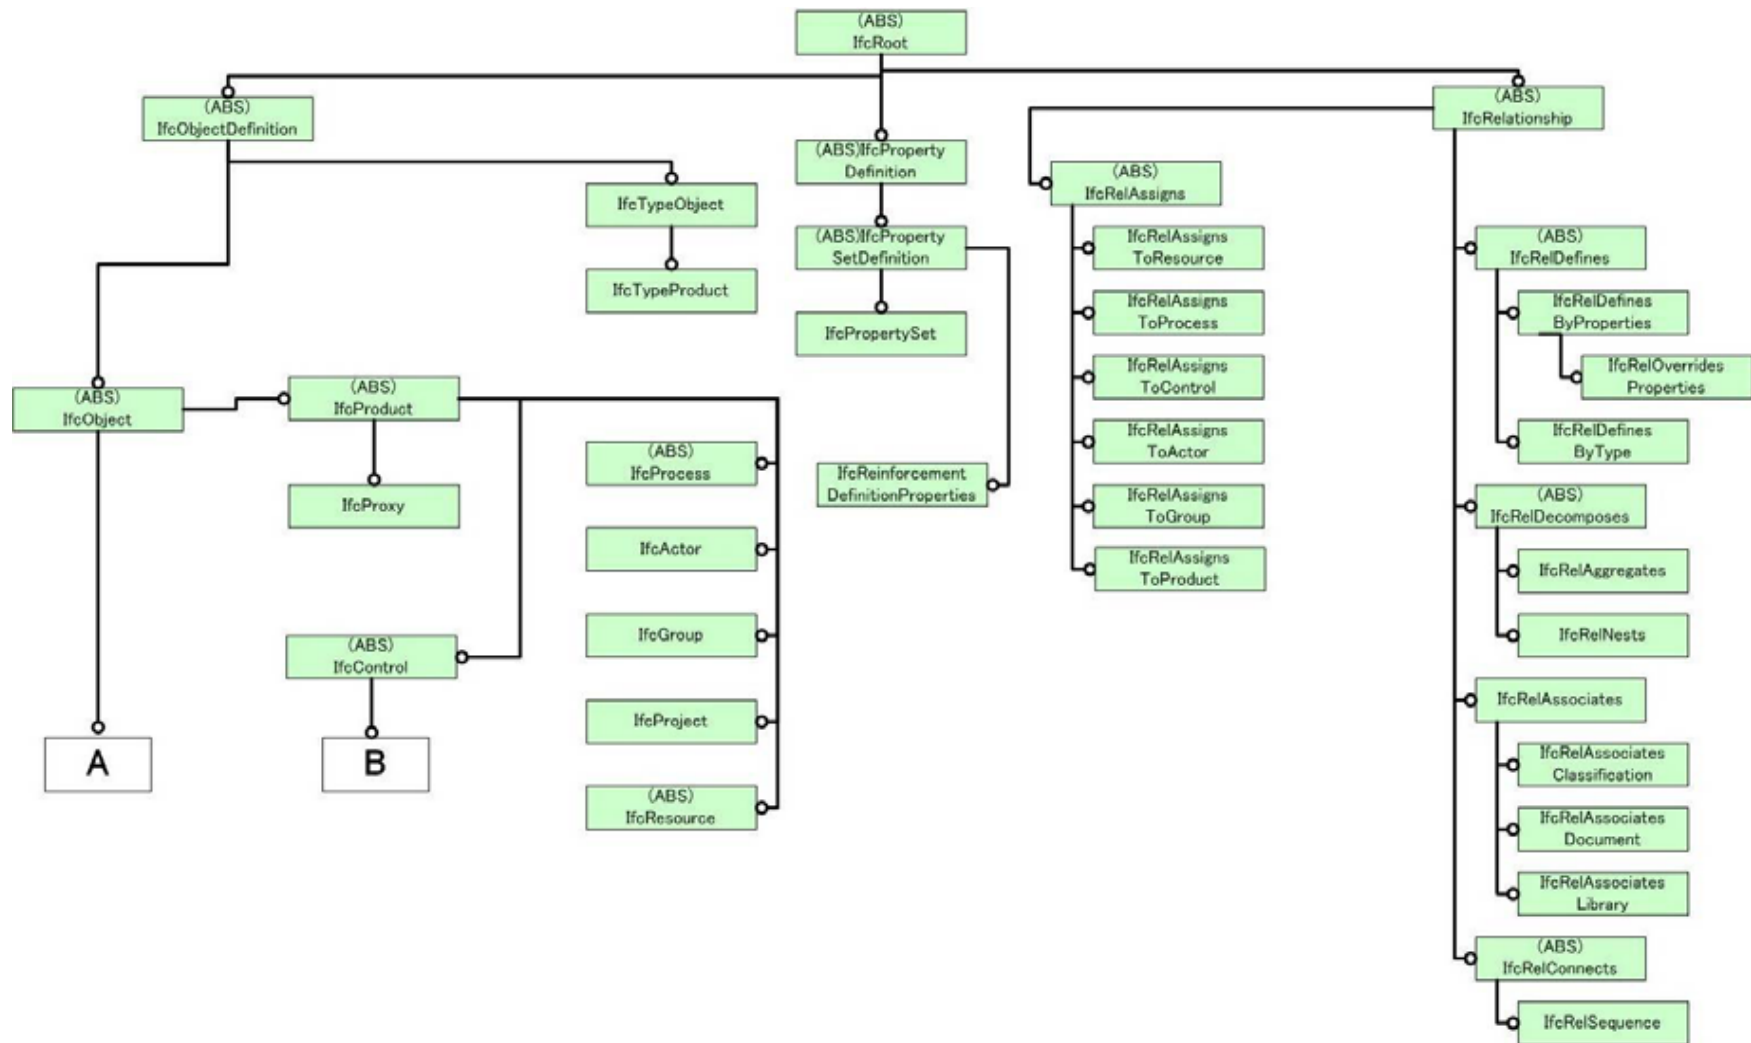 (ABS)
IfcRoot
(ABS)
IfcObjectDefinition
IfcTypeObject
IfcTypeProduct
(ABS)
IfcObject
(ABS)
IfcProduct
IfcProxy
(ABS)
IfcControl
A
B
(ABS)
IfcProcess
IfcActor
IfcGroup
IfcProject
(ABS)
IfcResource
(ABS)IfcProperty
Definition
(ABS)IfcProperty
SetDefinition
IfcPropertySet
IfcReinforcement
DefinitionProperties
(ABS)
IfcRelationship
(ABS)
IfcRelAssigns
IfcRelAssigns
ToResource
IfcRelAssigns
ToProcess
IfcRelAssigns
ToControl
IfcRelAssigns
ToActor
IfcRelAssigns
ToGroup
IfcRelAssigns
ToProduct
(ABS)
IfcRelDefines
IfcRelDefines
ByProperties
IfcRelOverrides
Properties
IfcRelDefines
ByType
(ABS)
IfcRelDecomposes
IfcRelAggregates
IfcRelNests
IfcRelAssociates
IfcRelAssociates
Classification
IfcRelAssociates
Document
IfcRelAssociates
Library
(ABS)
IfcRelConnects
IfcRelSequence